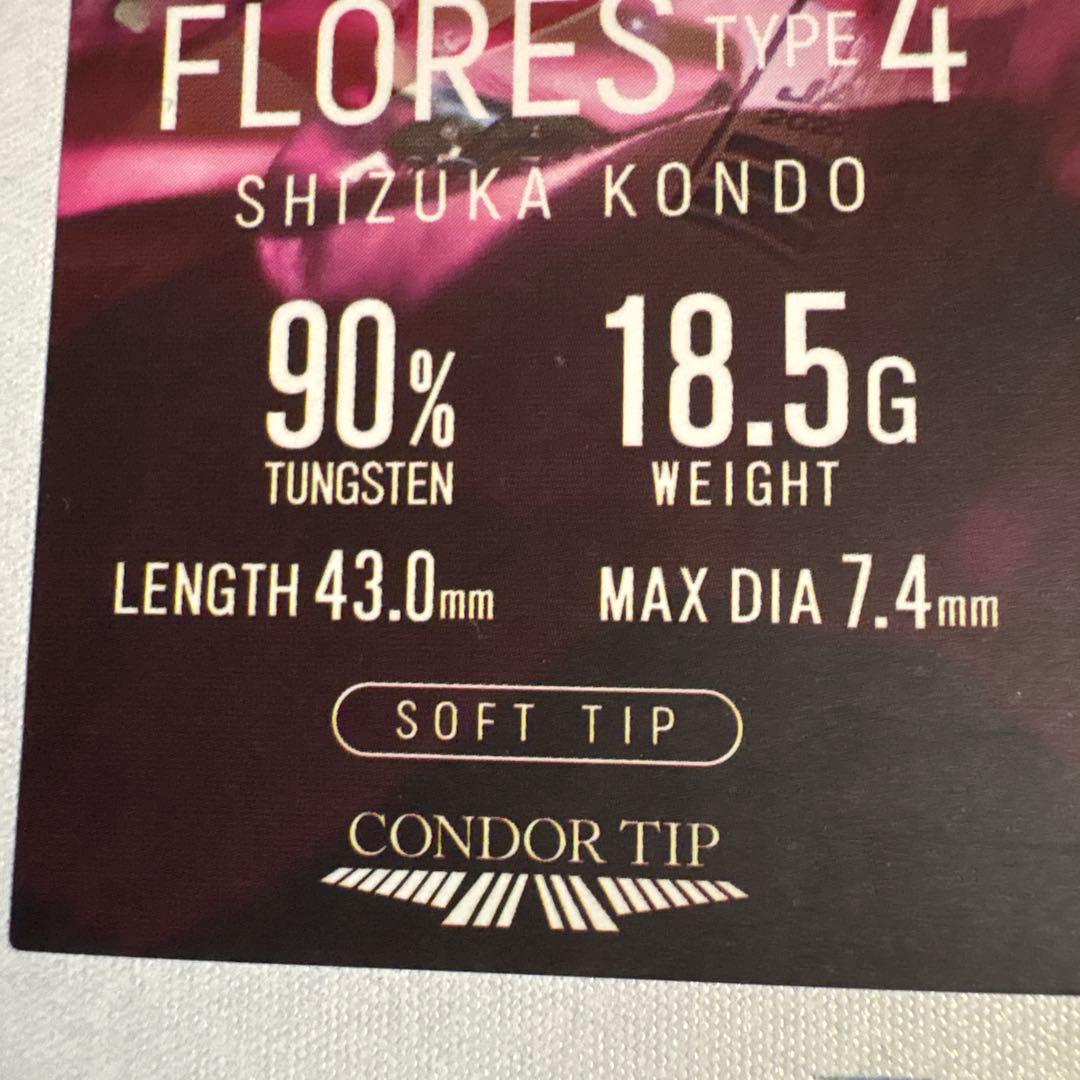 FLORES TYPE 4
SHIZUKA KONDO
90% 18.5G
TUNGSTEN WEIGHT
LENGTH 43.0mm MAX DIA 7.4mm
SOFT TIP
CONDOR TIP